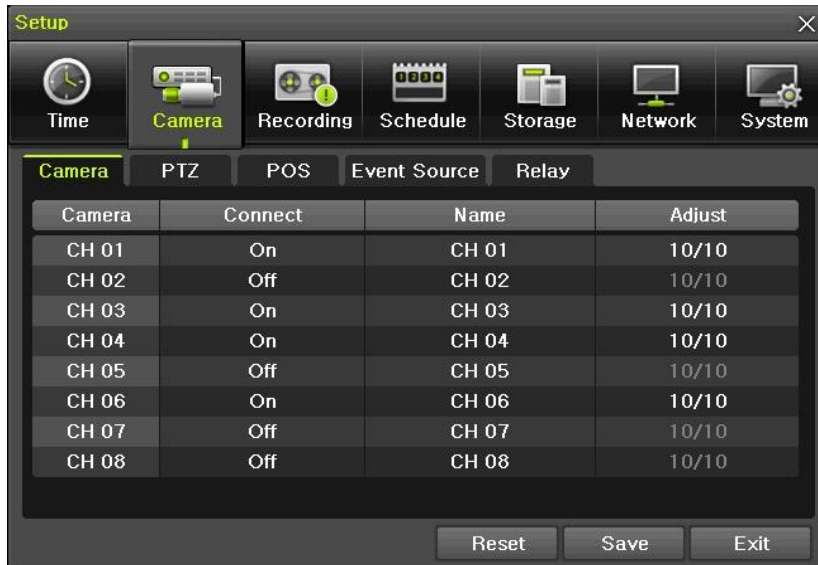 Setup
Time Camera Recording Schedule Storage Network System
Camera PTZ POS Event Source Relay
Camera Connect Name Adjust
CH 01 On CH 01 10/10
CH 02 Off CH 02 10/10
CH 03 On CH 03 10/10
CH 04 On CH 04 10/10
CH 05 Off CH 05 10/10
CH 06 On CH 06 10/10
CH 07 Off CH 07 10/10
CH 08 Off CH 08 10/10
Reset Save Exit